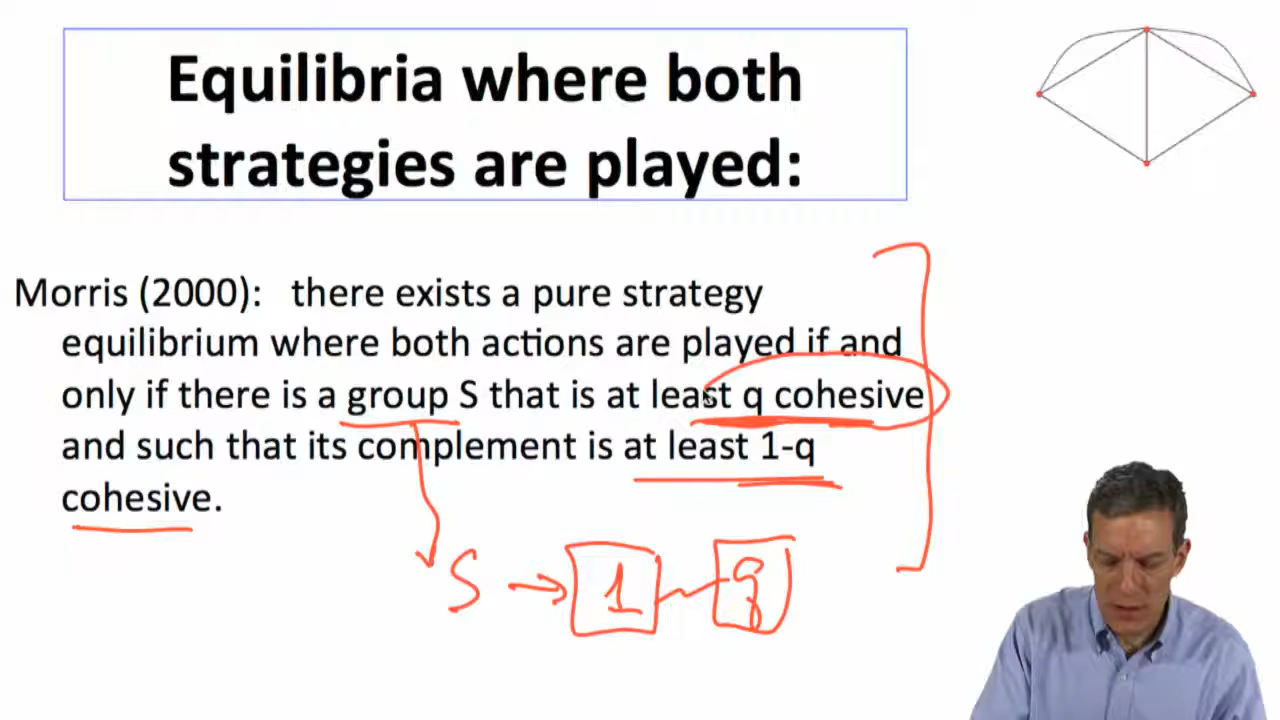 Equilibria where both
strategies are played:
Morris (2000): there exists a pure strategy
equilibrium where both actions are played if and
only if there is a group S that is at least q cohesive
and such that its complement is at least 1-q
cohesive.
S → 1 q